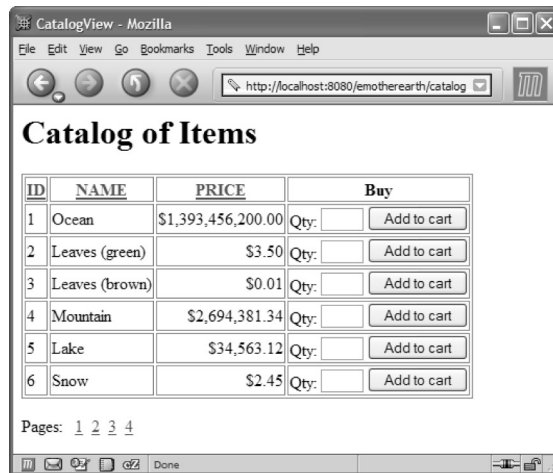 CatalogView - Mozilla
File Edit View Go Bookmarks Tools Window Help
http://localhost:8080/emotherearth/catalog
Catalog of Items
ID NAME PRICE Buy
1 Ocean $1,393,456,200.00 Qty: Add to cart
2 Leaves (green) $3.50 Qty: Add to cart
3 Leaves (brown) $0.01 Qty: Add to cart
4 Mountain $2,694,381.34 Qty: Add to cart
5 Lake $34,563.12 Qty: Add to cart
6 Snow $2.45 Qty: Add to cart
Pages: 1 2 3 4
Done